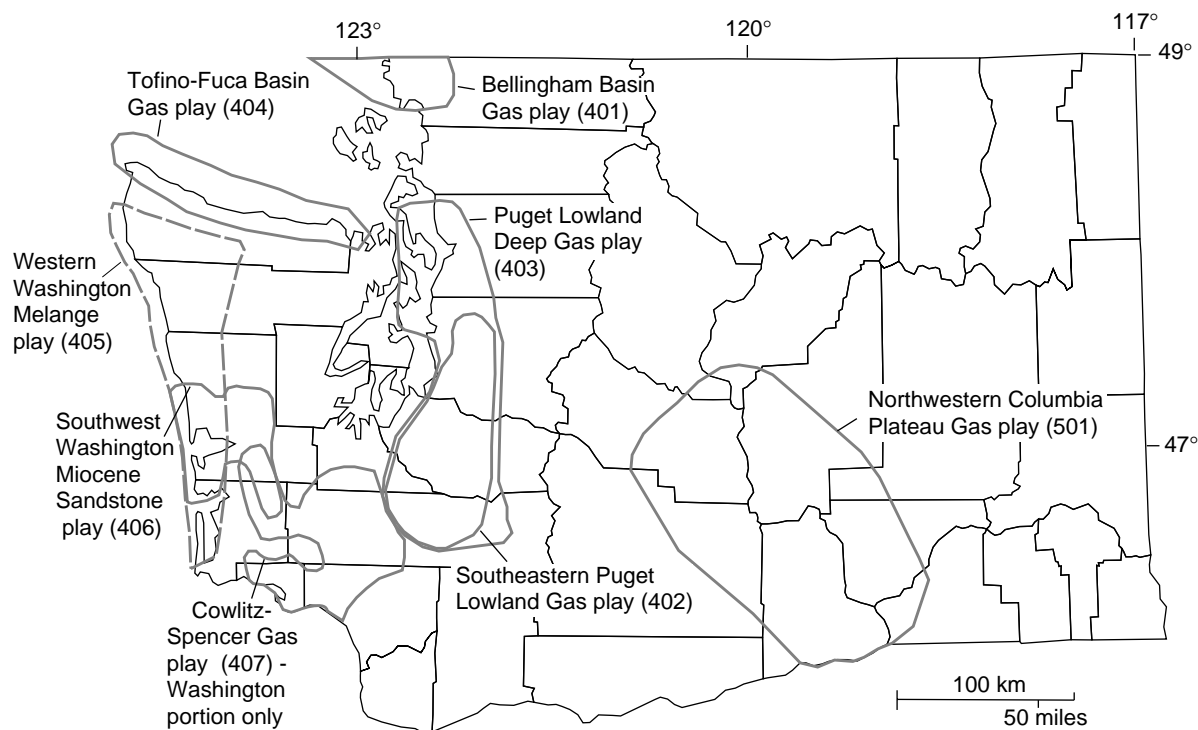 123°
120°
117°
49°
Tofino-Fuca Basin
Gas play (404)
Bellingham Basin
Gas play (401)
Puget Lowland
Deep Gas play
(403)
Western
Washington
Melange
play (405)
Northwestern Columbia
Plateau Gas play (501)
47°
Southwest
Washington
Miocene
Sandstone
play (406)
Southeastern Puget
Lowland Gas play (402)
Cowlitz-
Spencer Gas
play (407) -
Washington
portion only
100 km
50 miles